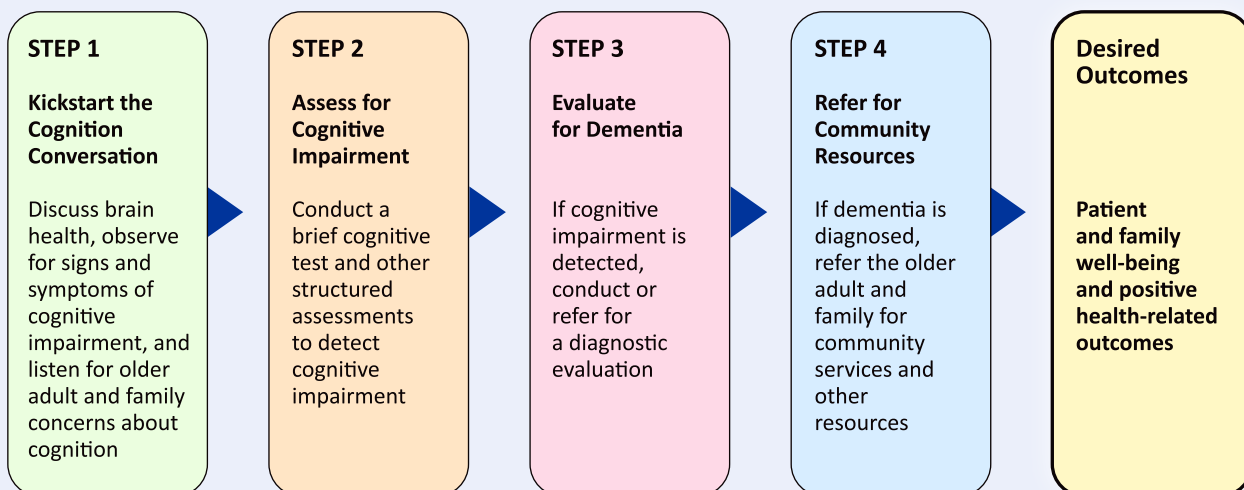 STEP 1
Kickstart the
Cognition
Conversation
Discuss brain
health, observe
for signs and
symptoms of
cognitive
impairment, and
listen for older
adult and family
concerns about
cognition
STEP 2
Assess for
Cognitive
Impairment
Conduct a
brief cognitive
test and other
structured
assessments
to detect
cognitive
impairment
STEP 3
Evaluate
for Dementia
If cognitive
impairment is
detected,
conduct or
refer for
a diagnostic
evaluation
STEP 4
Refer for
Community
Resources
If dementia is
diagnosed,
refer the older
adult and
family for
community
services and
other
resources
Desired
Outcomes
Patient
and family
well-being
and positive
health-related
outcomes